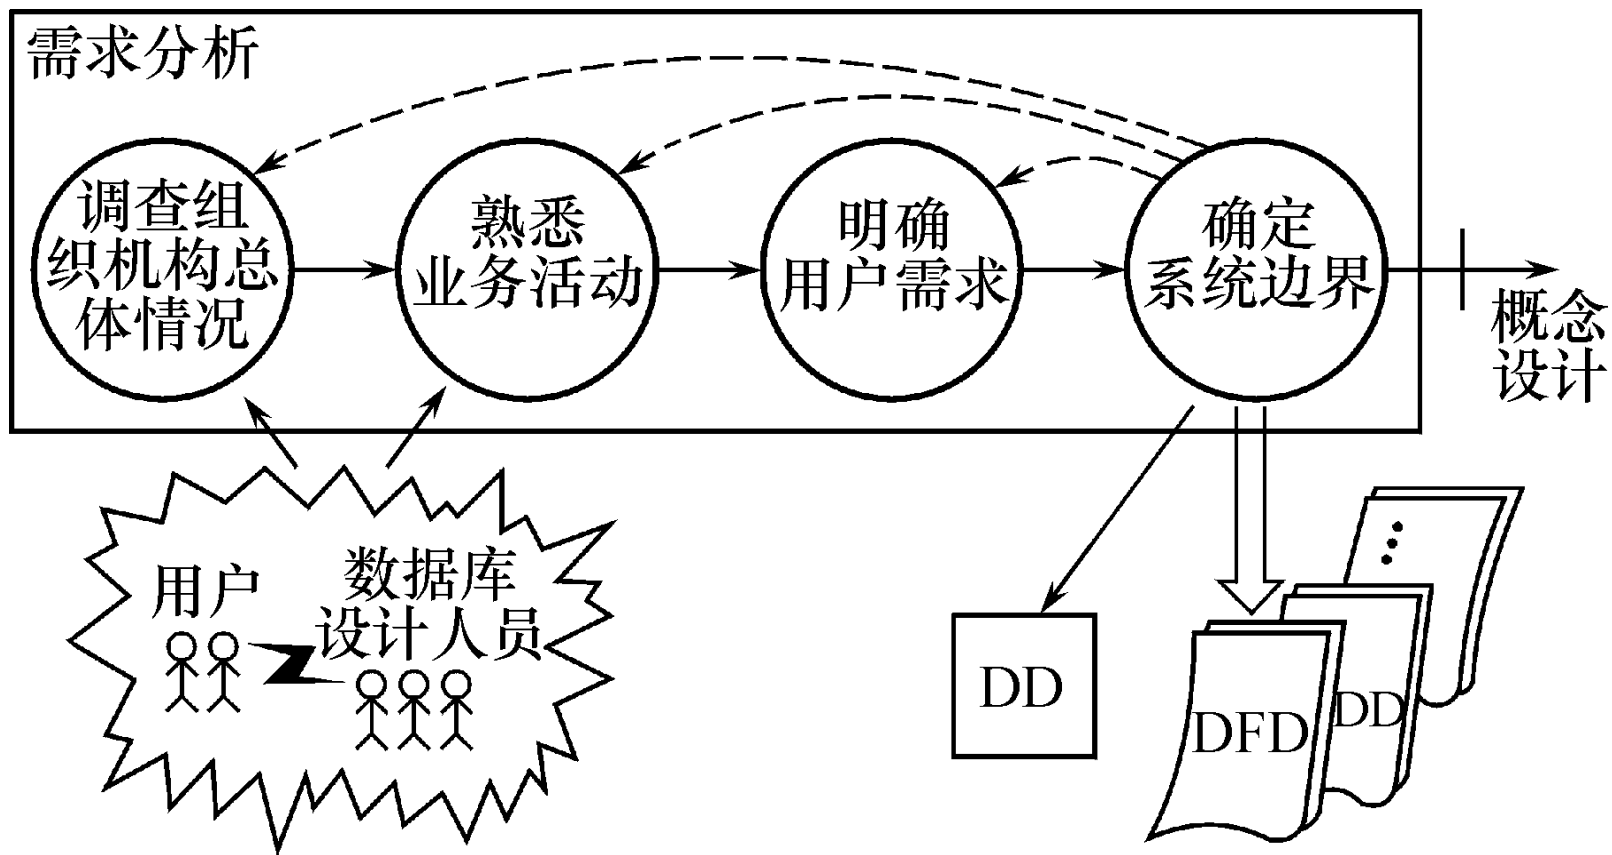 需求分析
调查组
织机构总
体情况
熟悉
业务活动
明确
用户需求
确定
系统边界
概念
设计
用户
数据库
设计人员
DD
DFD
DD